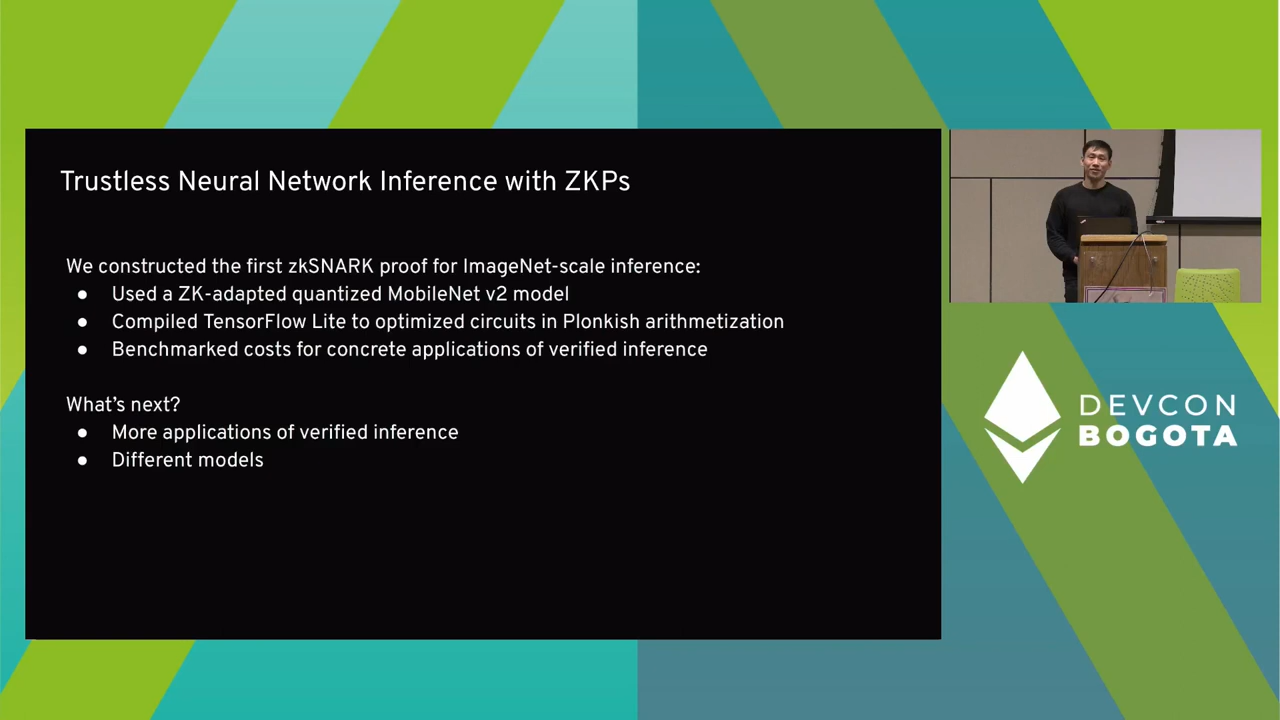 Trustless Neural Network Inference with ZKPs
We constructed the first zkSNARK proof for ImageNet-scale inference:
● Used a ZK-adapted quantized MobileNet v2 model
● Compiled TensorFlow Lite to optimized circuits in Plonkish arithmetization
● Benchmarked costs for concrete applications of verified inference
What's next?
● More applications of verified inference
● Different models
DEVCON
BOGOTA